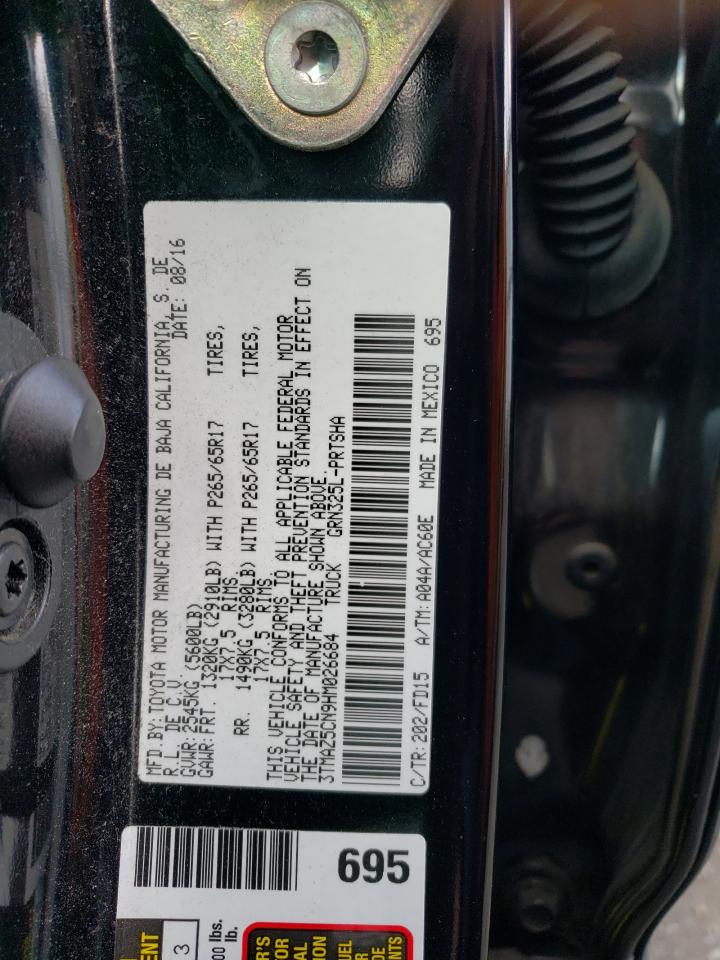 MFD.BY:TOYOTA MOTOR MANUFACTURING DE BAJA CALIFORNIA, S. DE
R.L. DE C.V. DATE: 08/16
GVWR:2545KG (5600LB)
GAWR:FRT. 1320KG (2910LB) WITH P265/65R17 TIRES,
17X7.5 RIMS
RR. 1490KG (3280LB) WITH P265/65R17 TIRES,
17X7.5 RIMS.
THIS VEHICLE CONFORMS TO ALL APPLICABLE FEDERAL MOTOR
VEHICLE SAFETY AND THEFT PREVENTION STANDARDS IN EFFECT ON
THE DATE OF MANUFACTURE SHOWN ABOVE.
3TMAZ5CN9HM026684 TRUCK GRN325L-PRTSHA
C/TR:202/FD15 A/TM:A04A/AC60E MADE IN MEXICO 695
695
3
lb.